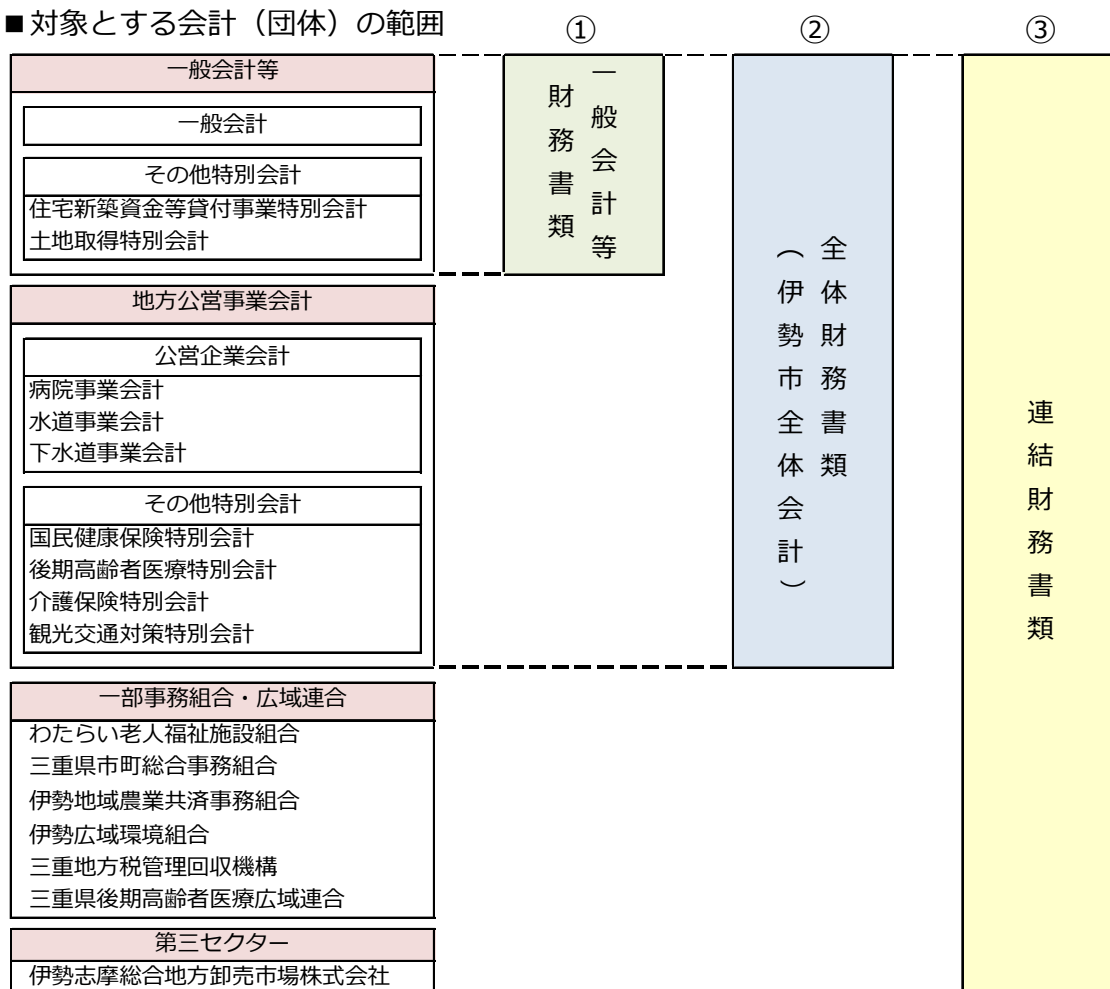 ■対象とする会計（団体）の範囲
①
②
③
一般会計等
一般会計
その他特別会計
住宅新築資金等貸付事業特別会計
土地取得特別会計
地方公営事業会計
公営企業会計
病院事業会計
水道事業会計
下水道事業会計
その他特別会計
国民健康保険特別会計
後期高齢者医療特別会計
介護保険特別会計
観光交通対策特別会計
一部事務組合・広域連合
わたらい老人福祉施設組合
三重県市町総合事務組合
伊勢地域農業共済事務組合
伊勢広域環境組合
三重地方税管理回収機構
三重県後期高齢者医療広域連合
第三セクター
伊勢志摩総合地方卸売市場株式会社
一般会計等
財務書類
全体財務書類
（伊勢市全体会計）
連結財務書類